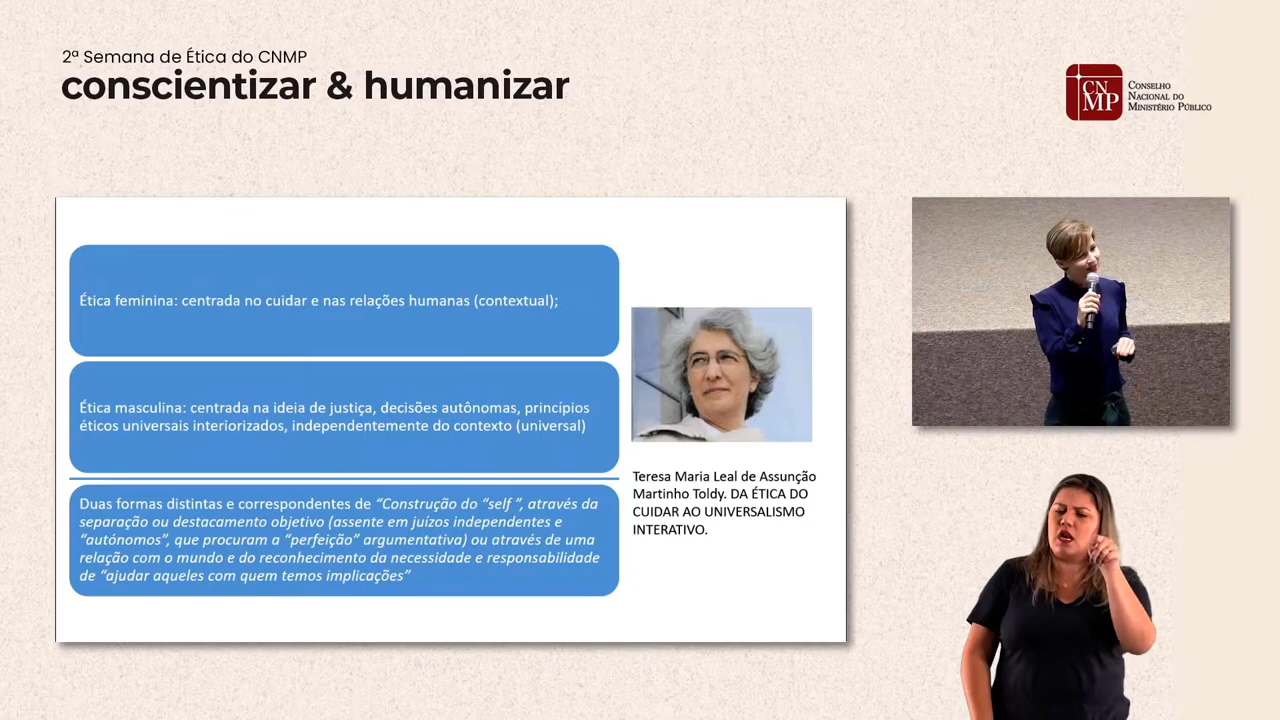 2ª Semana de Ética do CNMP
conscientizar & humanizar
CN
MP
CONSELHO
NACIONAL DO
MINISTÉRIO PÚBLICO
Ética feminina: centrada no cuidar e nas relações humanas (contextual);
Ética masculina: centrada na ideia de justiça, decisões autônomas, princípios
éticos universais interiorizados, independentemente do contexto (universal)
Duas formas distintas e correspondentes de “Construção do “self ”, através da
separação ou destacamento objetivo (assente em juízos independentes e
“autónomos”, que procuram a “perfeição” argumentativa) ou através de uma
relação com o mundo e do reconhecimento da necessidade e responsabilidade
de “ajudar aqueles com quem temos implicações”
Teresa Maria Leal de Assunção
Martinho Toldy. DA ÉTICA DO
CUIDAR AO UNIVERSALISMO
INTERATIVO.